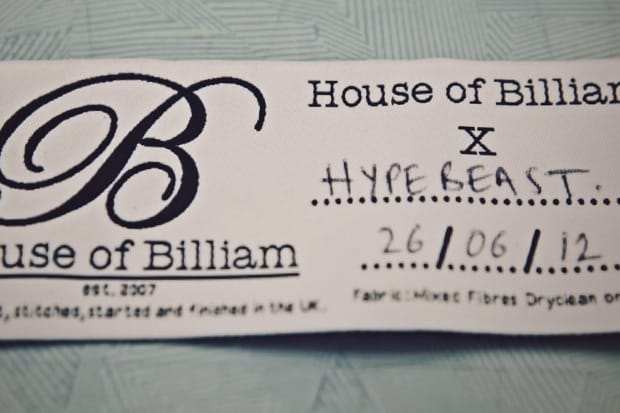 B
use of Billiam
est. 2007
, stitched, started and finished in the UK.
House of Billiam
X
HYPEBEAST.
26/06/12
Fabric: Mixed Fibres Dryclean on